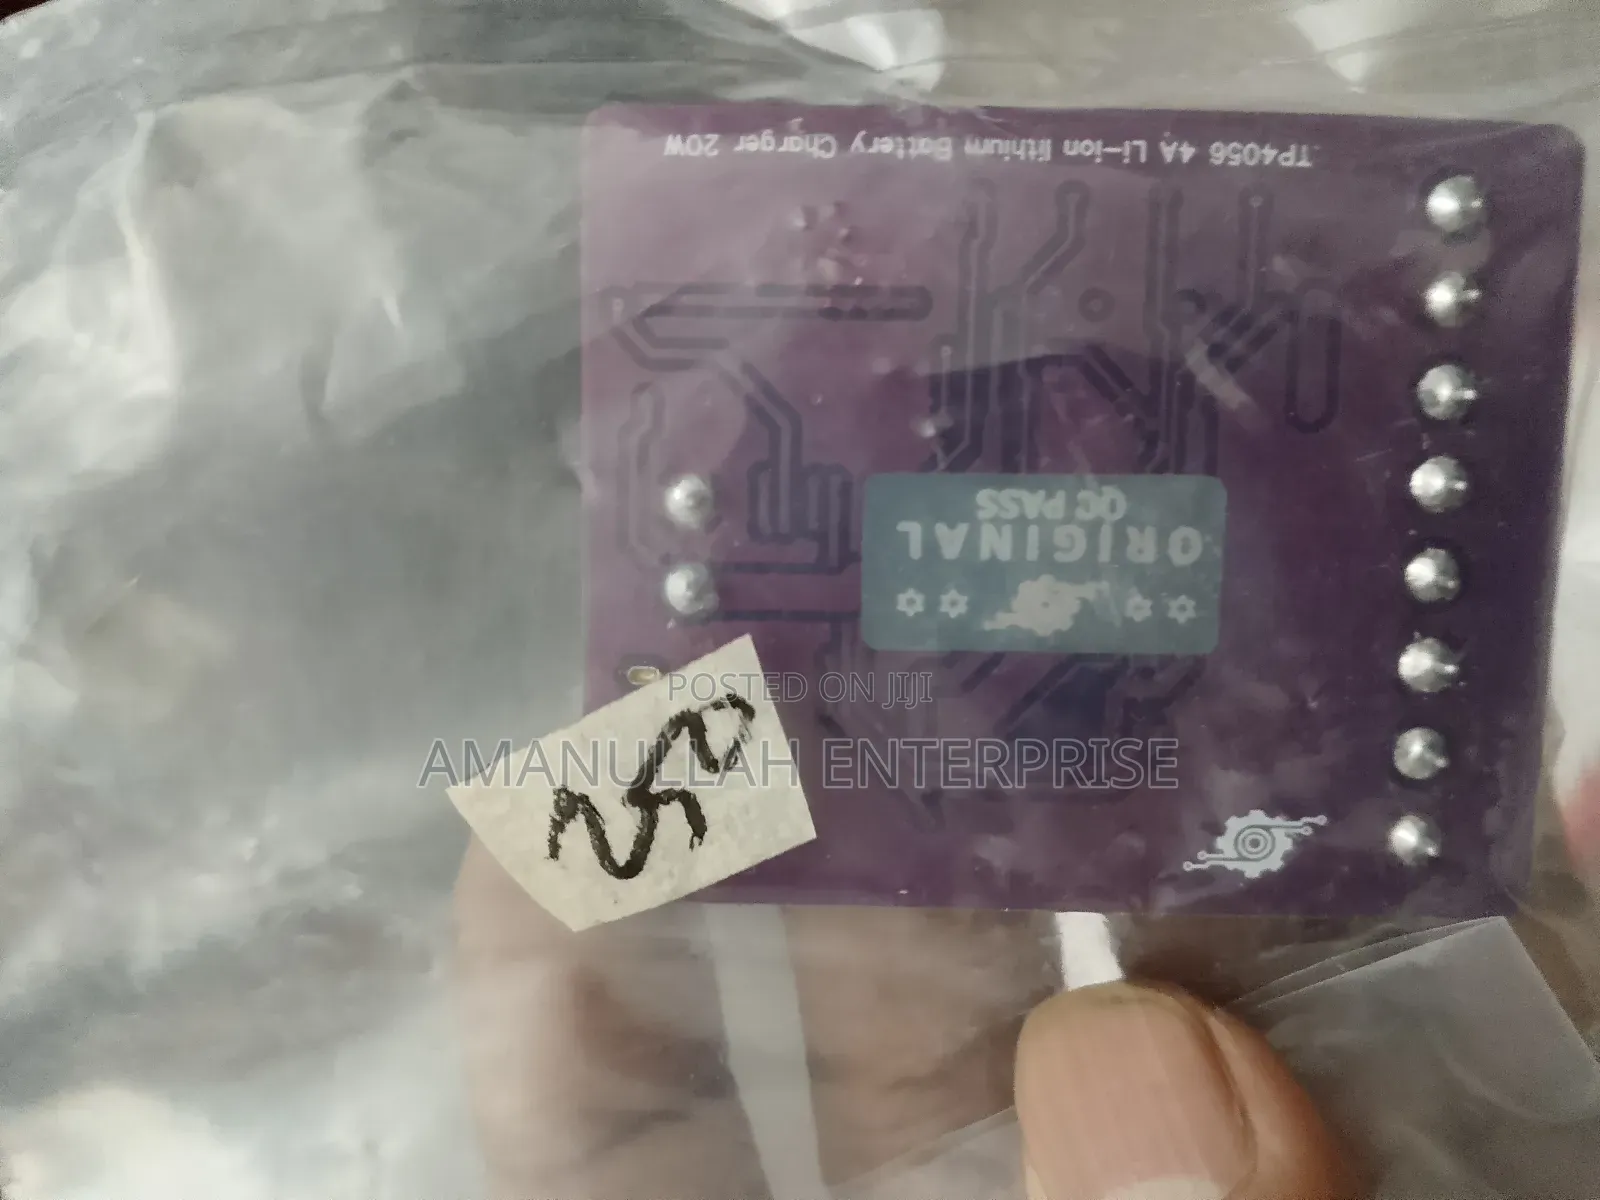 TP4056 4A Li-ion lithium Battery Charger 20W
ORIGINAL
QC PASS
250
POSTED ON JIJI
AMANULLAH ENTERPRISE